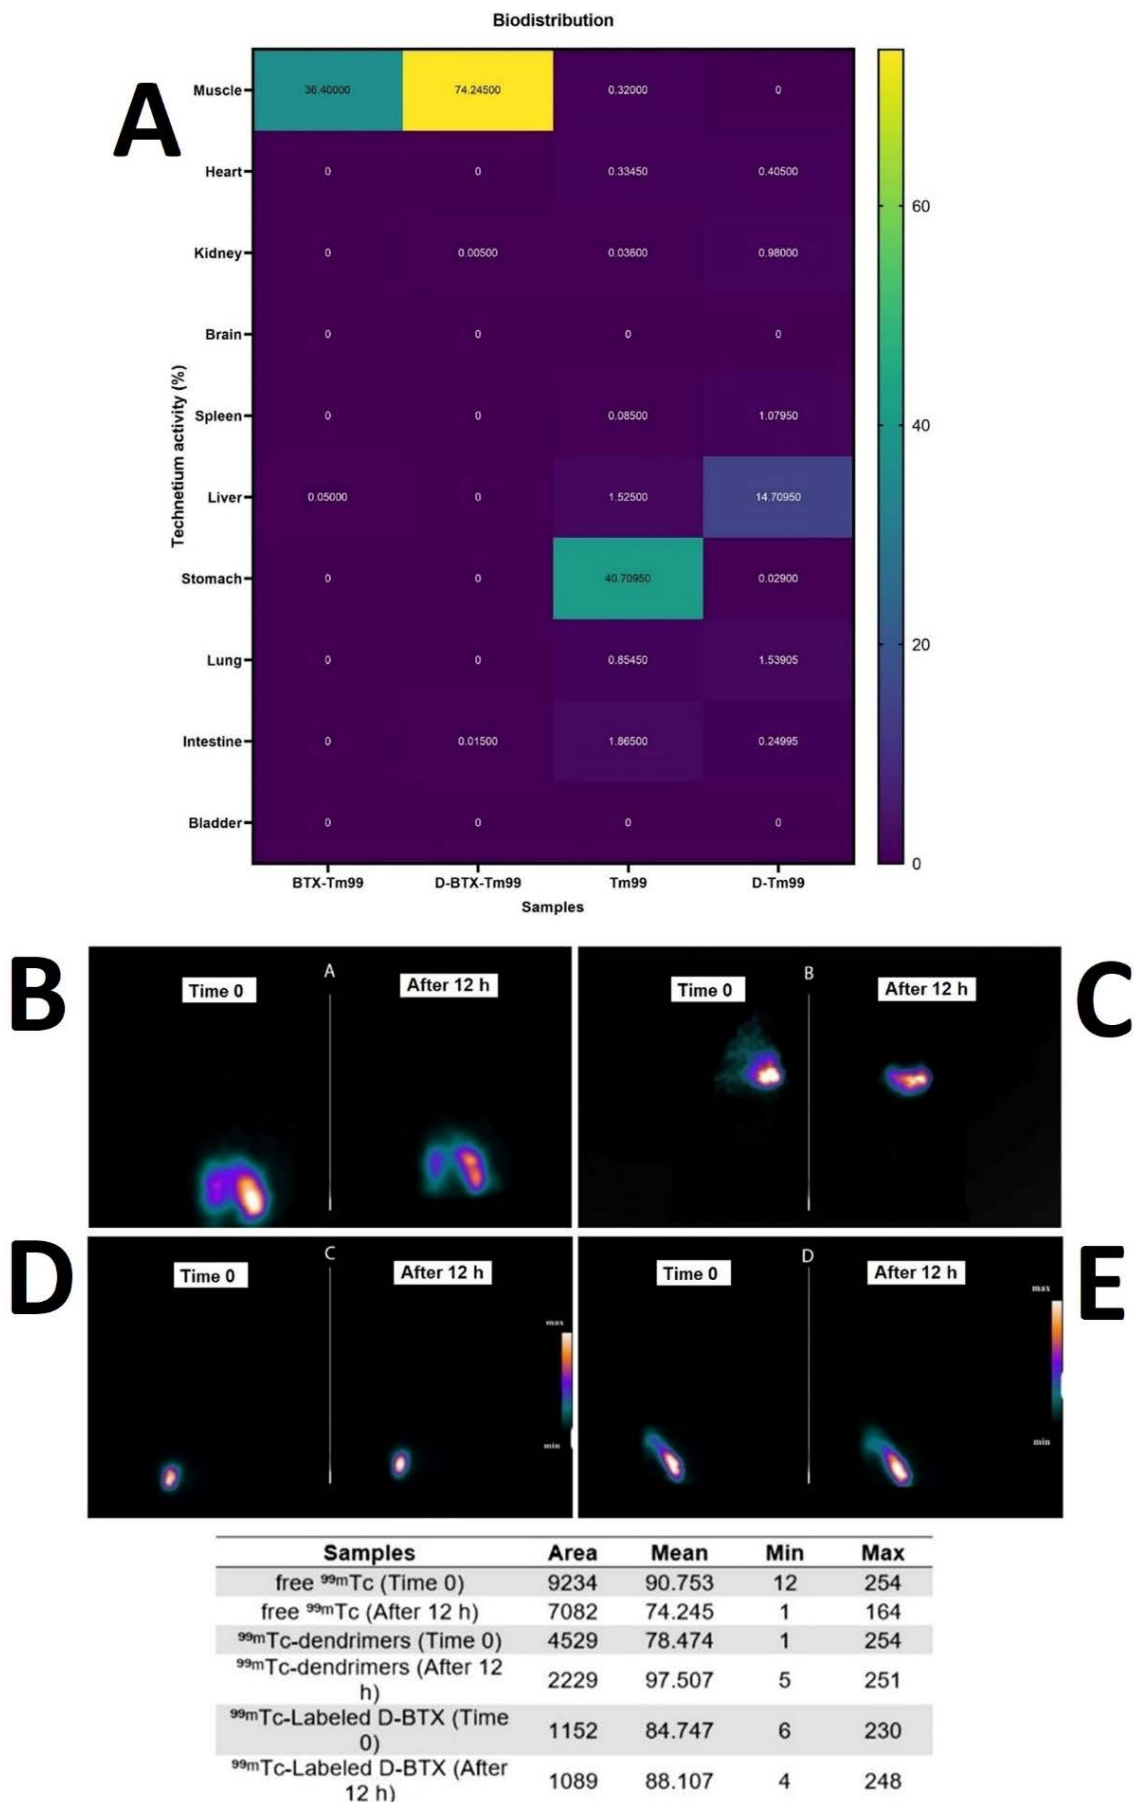 Biodistribution
A
Technetium activity (%)
Muscle 36.40000 74.24500 0.32000 0
Heart 0 0 0.33450 0.40500
Kidney 0 0.00500 0.03600 0.98000
Brain 0 0 0 0
Spleen 0 0 0.08500 1.07950
Liver 0.05000 0 1.52500 14.70950
Stomach 0 0 40.70950 0.02900
Lung 0 0 0.85450 1.53905
Intestine 0 0.01500 1.86500 0.24995
Bladder 0 0 0 0
60
40
20
0
BTX-Tm99 D-BTX-Tm99 Tm99 D-Tm99
Samples
B
Time 0 A After 12 h
C
Time 0 B After 12 h
D
Time 0 C After 12 h
max
min
E
Time 0 D After 12 h
max
min
Samples Area Mean Min Max
free ⁹⁹ᵐTc (Time 0) 9234 90.753 12 254
free ⁹⁹ᵐTc (After 12 h) 7082 74.245 1 164
⁹⁹ᵐTc-dendrimers (Time 0) 4529 78.474 1 254
⁹⁹ᵐTc-dendrimers (After 12
h) 2229 97.507 5 251
⁹⁹ᵐTc-Labeled D-BTX (Time
0) 1152 84.747 6 230
⁹⁹ᵐTc-Labeled D-BTX (After
12 h) 1089 88.107 4 248